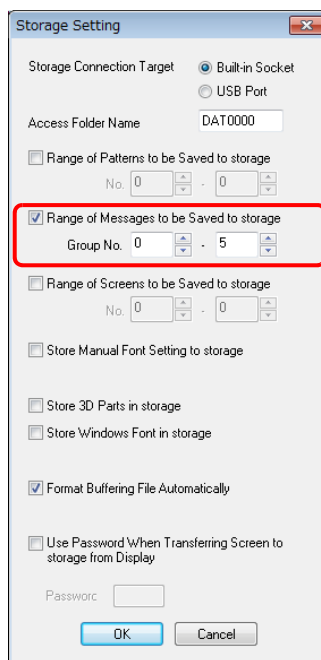 Storage Setting
Storage Connection Target Built-in Socket
USB Port
Access Folder Name DAT0000
Range of Patterns to be Saved to storage
No. 0 - 0
Range of Messages to be Saved to storage
Group No. 0 - 5
Range of Screens to be Saved to storage
No. 0 - 0
Store Manual Font Setting to storage
Store 3D Parts in storage
Store Windows Font in storage
Format Buffering File Automatically
Use Password When Transferring Screen to
storage from Display
Passworc
OK Cancel